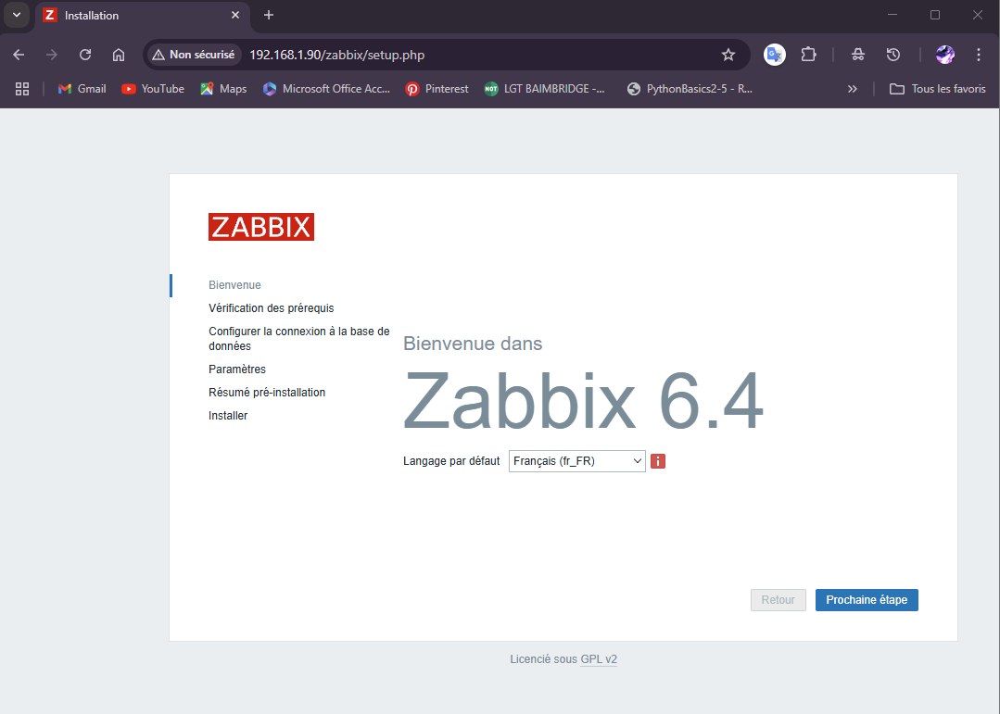 Z Installation
Non sécurisé 192.168.1.90/zabbix/setup.php
Gmail YouTube Maps Microsoft Office Acc... Pinterest NOT LGT BAIMBRIDGE -... PythonBasics2-5 - R... Tous les favoris
ZABBIX
Bienvenue
Vérification des prérequis
Configurer la connexion à la base de
données
Paramètres
Résumé pré-installation
Installer
Bienvenue dans
Zabbix 6.4
Langage par défaut Français (fr_FR) i
Retour Prochaine étape
Licencié sous GPL v2